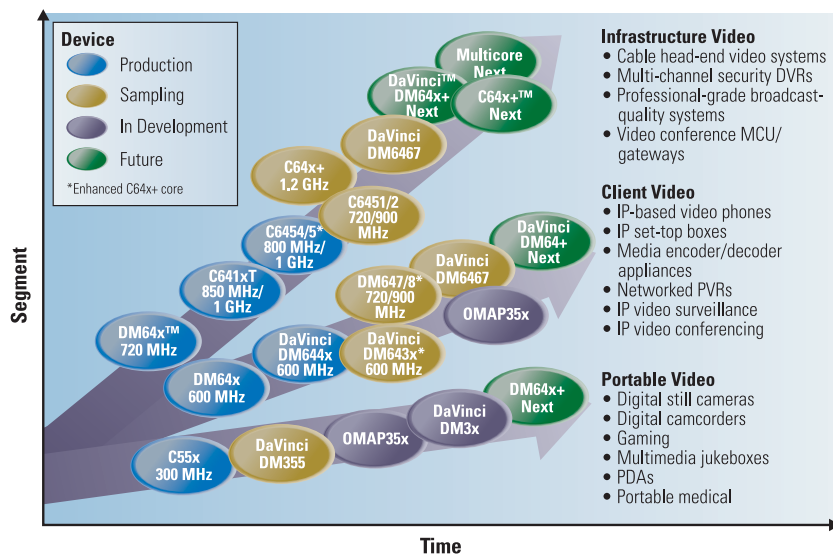 Device
Production
Sampling
In Development
Future
*Enhanced C64x+ core
Segment
Time
Multicore
Next
DaVinci™
DM64x+
Next
C64x+™
Next
DaVinci
DM6467
C64x+
1.2 GHz
C6451/2
720/900
MHz
C6454/5*
800 MHz/
1 GHz
C641xT
850 MHz/
1 GHz
DM64x™
720 MHz
DaVinci
DM64+
Next
DaVinci
DM6467
DM647/8*
720/900
MHz
OMAP35x
DaVinci
DM644x
600 MHz
DaVinci
DM643x*
600 MHz
DM64x
600 MHz
DM64x+
Next
DaVinci
DM3x
OMAP35x
DaVinci
DM355
C55x
300 MHz
Infrastructure Video
• Cable head-end video systems
• Multi-channel security DVRs
• Professional-grade broadcast-
quality systems
• Video conference MCU/
gateways
Client Video
• IP-based video phones
• IP set-top boxes
• Media encoder/decoder
appliances
• Networked PVRs
• IP video surveillance
• IP video conferencing
Portable Video
• Digital still cameras
• Digital camcorders
• Gaming
• Multimedia jukeboxes
• PDAs
• Portable medical